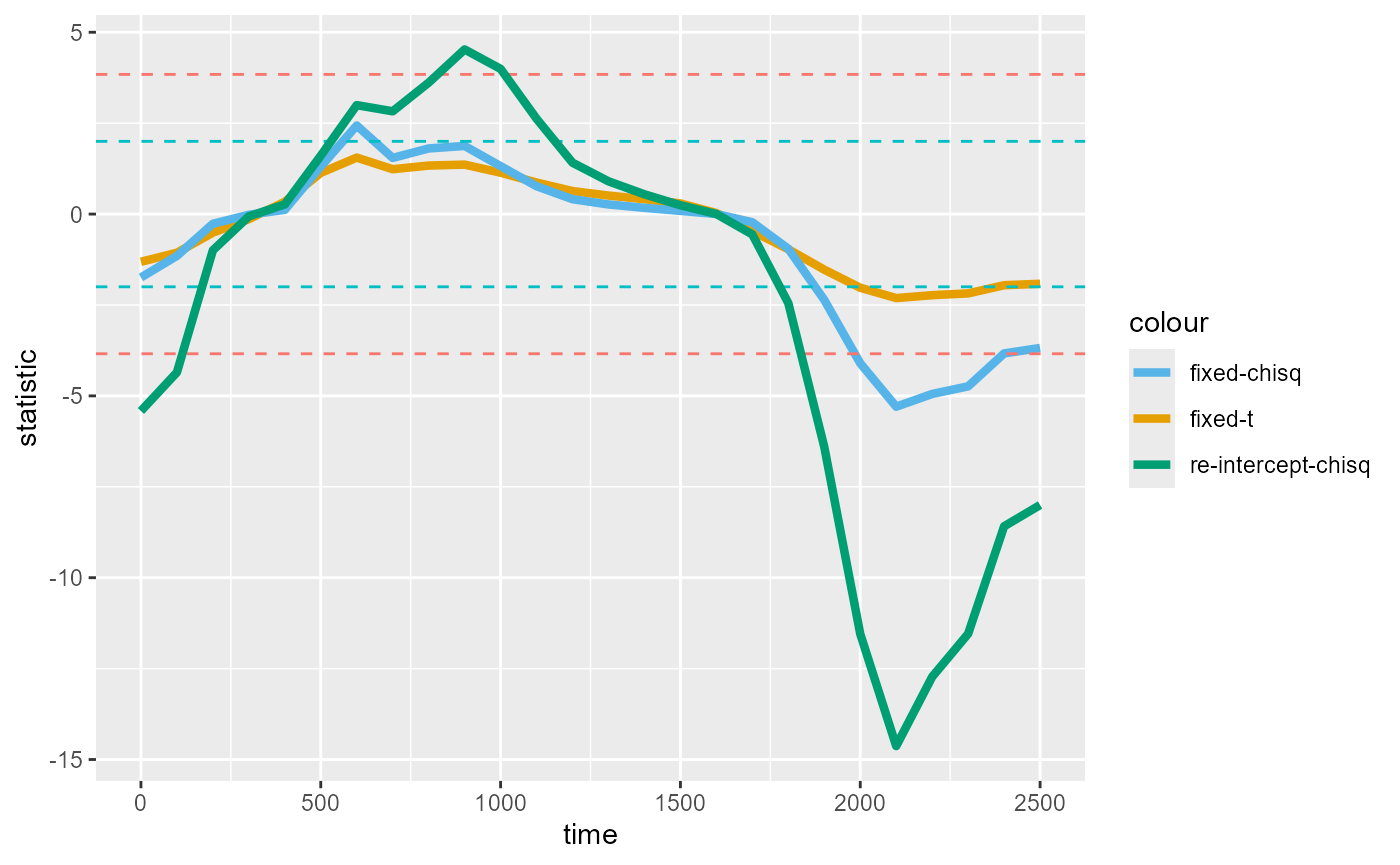 5
0
-5
-10
-15
statistic
0 500 1000 1500 2000 2500
time
colour
fixed-chisq
fixed-t
re-intercept-chisq